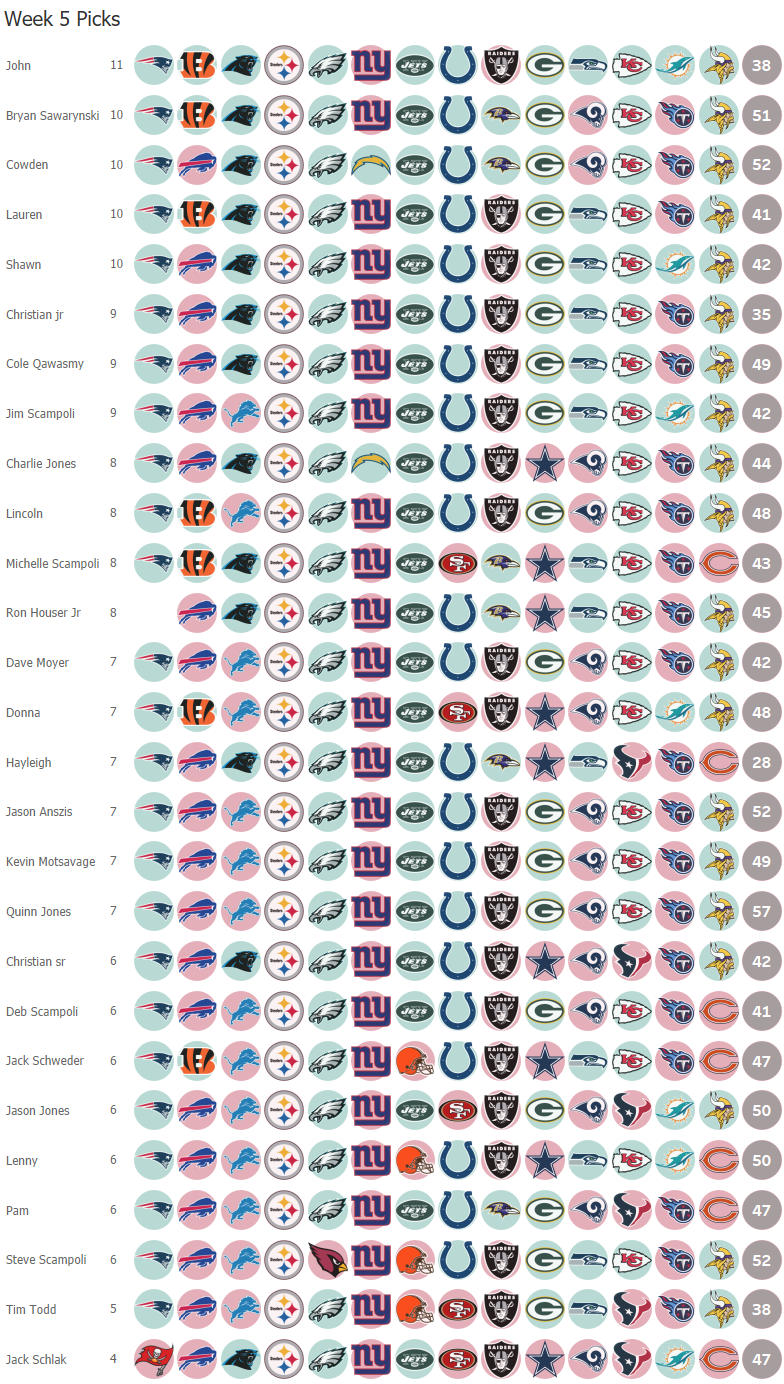 Week 5 Picks
John 11 38
Bryan Sawarynski 10 51
Cowden 10 52
Lauren 10 41
Shawn 10 42
Christian jr 9 35
Cole Qawasmy 9 49
Jim Scampoli 9 42
Charlie Jones 8 44
Lincoln 8 48
Michelle Scampoli 8 43
Ron Houser Jr 8 45
Dave Moyer 7 42
Donna 7 48
Hayleigh 7 28
Jason Anszis 7 52
Kevin Motsavage 7 49
Quinn Jones 7 57
Christian sr 6 42
Deb Scampoli 6 41
Jack Schweder 6 47
Jason Jones 6 50
Lenny 6 50
Pam 6 47
Steve Scampoli 6 52
Tim Todd 5 38
Jack Schlak 4 47